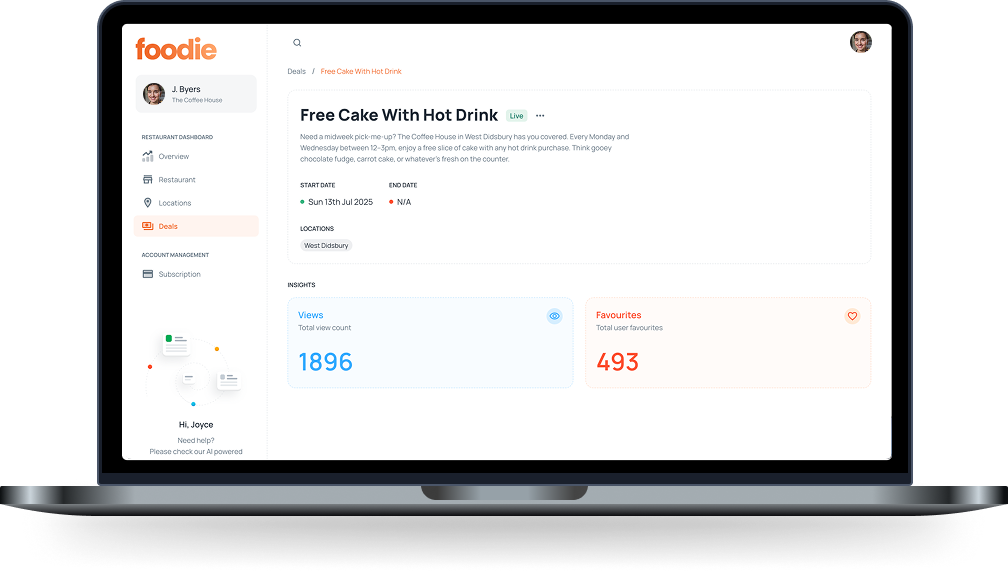 foodie
J. Byers
The Coffee House
RESTAURANT DASHBOARD
Overview
Restaurant
Locations
Deals
ACCOUNT MANAGEMENT
Subscription
Hi, Joyce
Need help?
Please check our AI powered
Deals / Free Cake With Hot Drink
Free Cake With Hot Drink Live
Need a midweek pick-me-up? The Coffee House in West Didsbury has you covered. Every Monday and
Wednesday between 12–3pm, enjoy a free slice of cake with any hot drink purchase. Think gooey
chocolate fudge, carrot cake, or whatever's fresh on the counter.
START DATE END DATE
Sun 13th Jul 2025 N/A
LOCATIONS
West Didsbury
INSIGHTS
Views
Total view count
1896
Favourites
Total user favourites
493